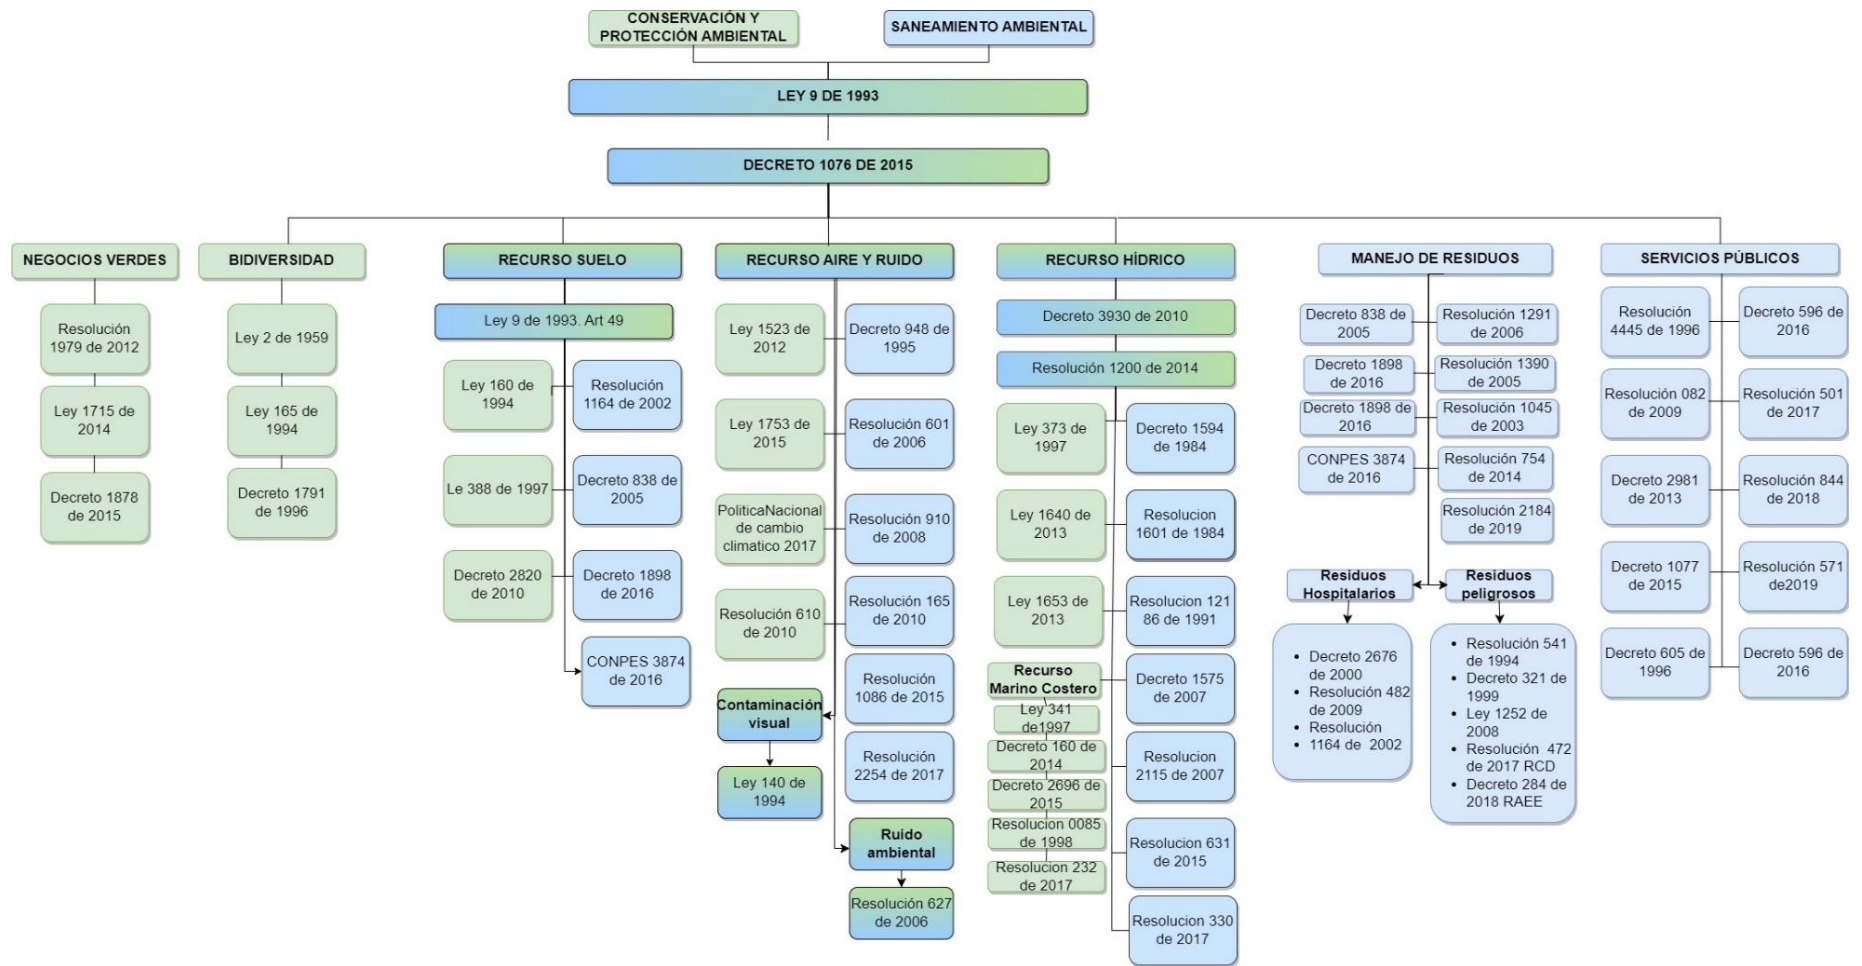 CONSERVACIÓN Y
PROTECCIÓN AMBIENTAL
SANEAMIENTO AMBIENTAL
LEY 9 DE 1993
DECRETO 1076 DE 2015
NEGOCIOS VERDES
Resolución
1979 de 2012
Ley 1715 de
2014
Decreto 1878
de 2015
BIDIVERSIDAD
Ley 2 de 1959
Ley 165 de
1994
Decreto 1791
de 1996
RECURSO SUELO
Ley 9 de 1993. Art 49
Ley 160 de
1994
Resolución
1164 de 2002
Le 388 de 1997
Decreto 838 de
2005
Decreto 2820
de 2010
Decreto 1898
de 2016
CONPES 3874
de 2016
RECURSO AIRE Y RUIDO
Ley 1523 de
2012
Decreto 948 de
1995
Ley 1753 de
2015
Resolución 601
de 2006
PoliticaNacional
de cambio
climatico 2017
Resolución 910
de 2008
Resolución 610
de 2010
Resolución 165
de 2010
Resolución
1086 de 2015
Contaminación
visual
Resolución
2254 de 2017
Ley 140 de
1994
Ruido
ambiental
Resolución 627
de 2006
RECURSO HÍDRICO
Decreto 3930 de 2010
Resolución 1200 de 2014
Ley 373 de
1997
Decreto 1594
de 1984
Ley 1640 de
2013
Resolucion
1601 de 1984
Ley 1653 de
2013
Resolucion 121
86 de 1991
Recurso
Marino Costero
Decreto 1575
de 2007
Ley 341
de1997
Decreto 160 de
2014
Resolucion
2115 de 2007
Decreto 2696 de
2015
Resolucion 0085
de 1998
Resolucion 631
de 2015
Resolucion 232
de 2017
Resolucion 330
de 2017
MANEJO DE RESIDUOS
Decreto 838 de
2005
Resolución 1291
de 2006
Decreto 1898
de 2016
Resolución 1390
de 2005
Decreto 1898 de
2016
Resolución 1045
de 2003
CONPES 3874
de 2016
Resolución 754
de 2014
Resolución 2184
de 2019
Residuos
Hospitalarios
Residuos
peligrosos
• Decreto 2676
de 2000
• Resolución 482
de 2009
• Resolución
• 1164 de 2002
• Resolución 541
de 1994
• Decreto 321 de
1999
• Ley 1252 de
2008
• Resolución 472
de 2017 RCD
• Decreto 284 de
2018 RAEE
SERVICIOS PÚBLICOS
Resolución
4445 de 1996
Decreto 596 de
2016
Resolución 082
de 2009
Resolución 501
de 2017
Decreto 2981
de 2013
Resolución 844
de 2018
Decreto 1077
de 2015
Resolución 571
de2019
Decreto 605 de
1996
Decreto 596 de
2016